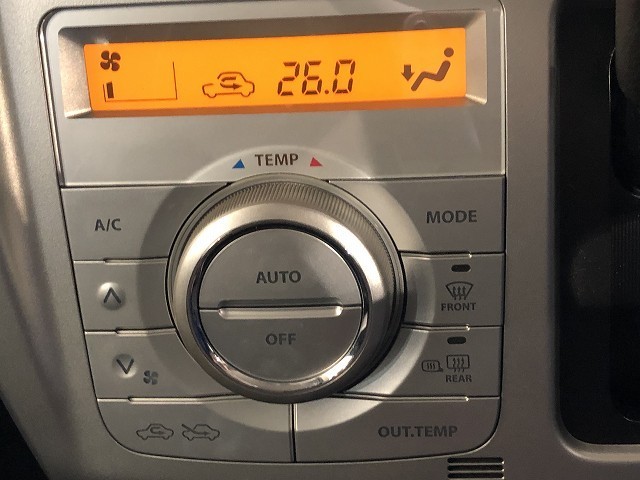 26.0
TEMP
A/C
MODE
AUTO
FRONT
OFF
REAR
OUT.TEMP